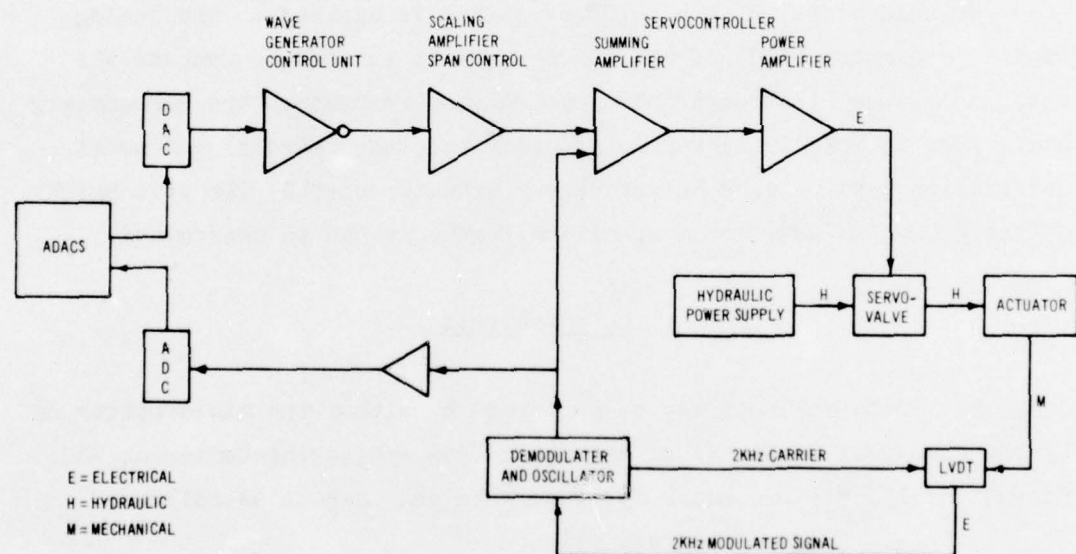 WAVE
GENERATOR
CONTROL UNIT
SCALING
AMPLIFIER
SPAN CONTROL
SERVOCONTROLLER
SUMMING
AMPLIFIER
POWER
AMPLIFIER
D
A
C
E
ADACS
HYDRAULIC
POWER SUPPLY
H
SERVO-
VALVE
H
ACTUATOR
A
D
C
M
DEMODULATER
AND OSCILLATOR
2KHz CARRIER
LVDT
E = ELECTRICAL
H = HYDRAULIC
M = MECHANICAL
E
2KHz MODULATED SIGNAL